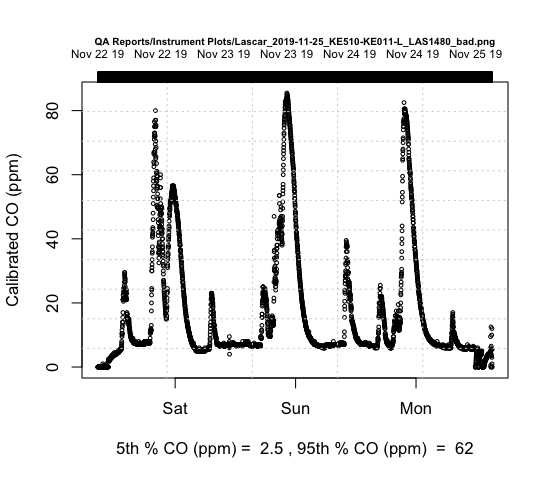 QA Reports/Instrument Plots/Lascar_2019-11-25_KE510-KE011-L_LAS1480_bad.png
Nov 22 19 Nov 22 19 Nov 23 19 Nov 23 19 Nov 24 19 Nov 24 19 Nov 25 19
80
60
40
20
0
Calibrated CO (ppm)
Sat Sun Mon
5th % CO (ppm) = 2.5 , 95th % CO (ppm) = 62